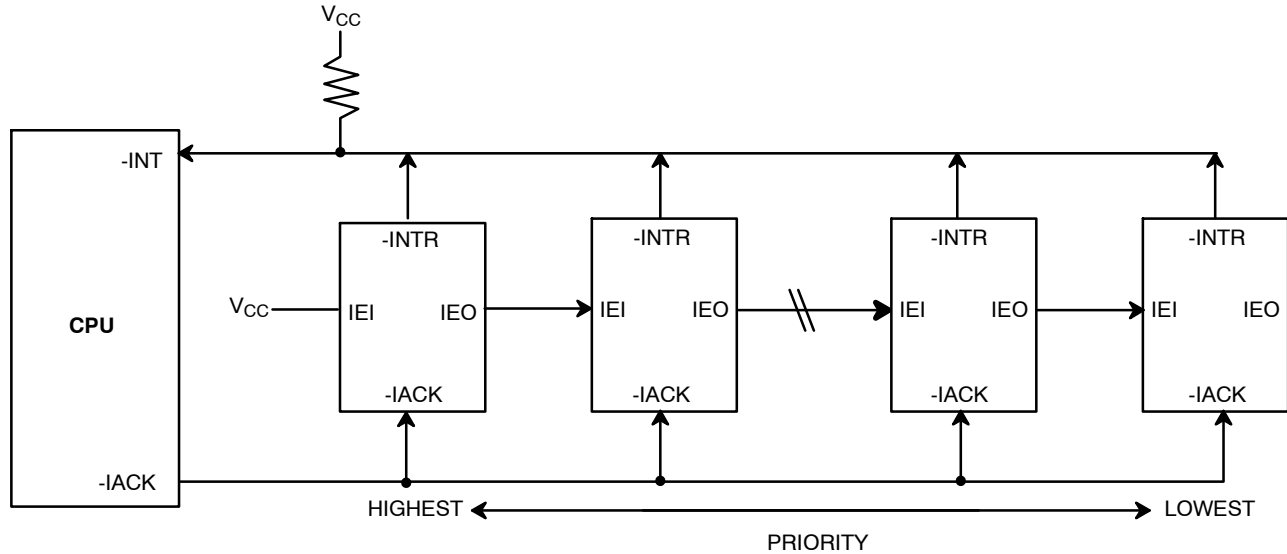 VCC
-INT
-INTR
-INTR
-INTR
-INTR
VCC
IEI
IEO
IEI
IEO
IEI
IEO
IEI
IEO
CPU
-IACK
-IACK
-IACK
-IACK
-IACK
HIGHEST
LOWEST
PRIORITY